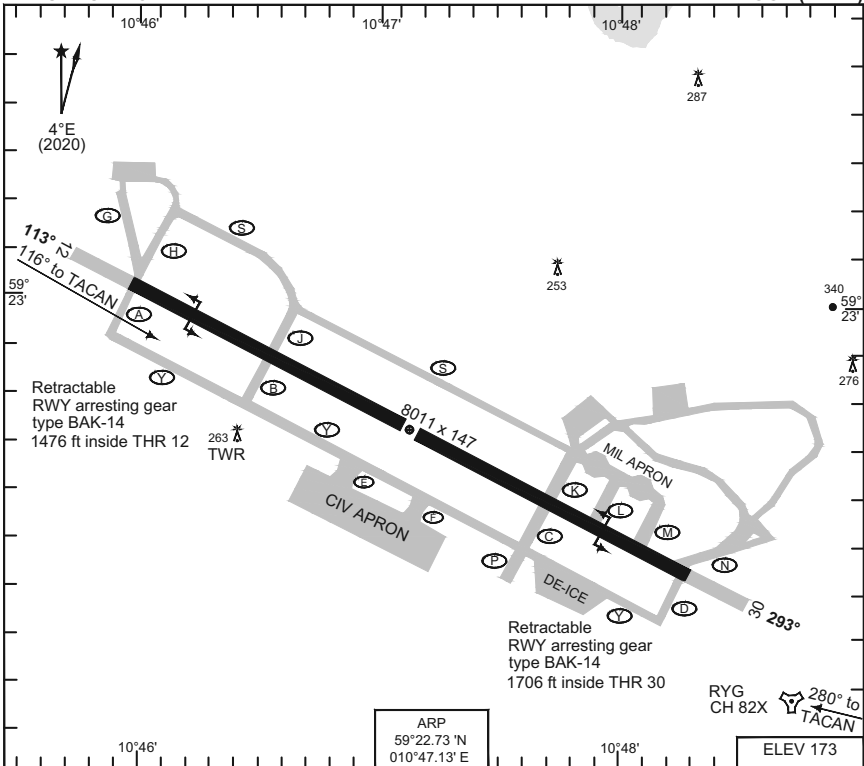 10°46'
10°47'
10°48'
287
4°E
(2020)
G
S
H
113°
12
116° to TACAN
253
59°
23'
340
59°
23'
A
J
S
276
Y
B
Retractable
RWY arresting gear
type BAK-14
1476 ft inside THR 12
8011 x 147
263
TWR
Y
MIL APRON
E
K
CIV APRON
F
L
M
C
P
N
DE-ICE
Y
D
30
293°
Retractable
RWY arresting gear
type BAK-14
1706 ft inside THR 30
RYG
CH 82X
280° to
TACAN
ARP
59°22.73 'N
010°47.13' E
10°46'
10°48'
ELEV 173